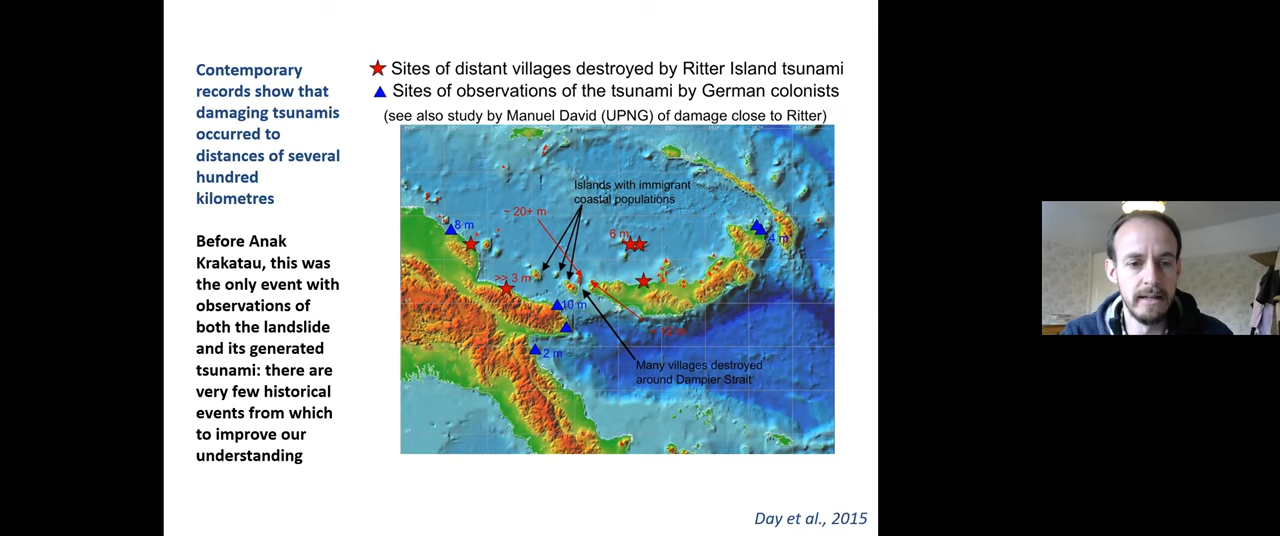 Contemporary
records show that
damaging tsunamis
occurred to
distances of several
hundred
kilometres
Before Anak
Krakatau, this was
the only event with
observations of
both the landslide
and its generated
tsunami: there are
very few historical
events from which
to improve our
understanding
Sites of distant villages destroyed by Ritter Island tsunami
Sites of observations of the tsunami by German colonists
(see also study by Manuel David (UPNG) of damage close to Ritter)
Islands with immigrant
coastal populations
~ 20+ m
8 m
6 m
4 m
>> 3 m
10 m
2 m
Many villages destroyed
around Dampier Strait
Day et al., 2015